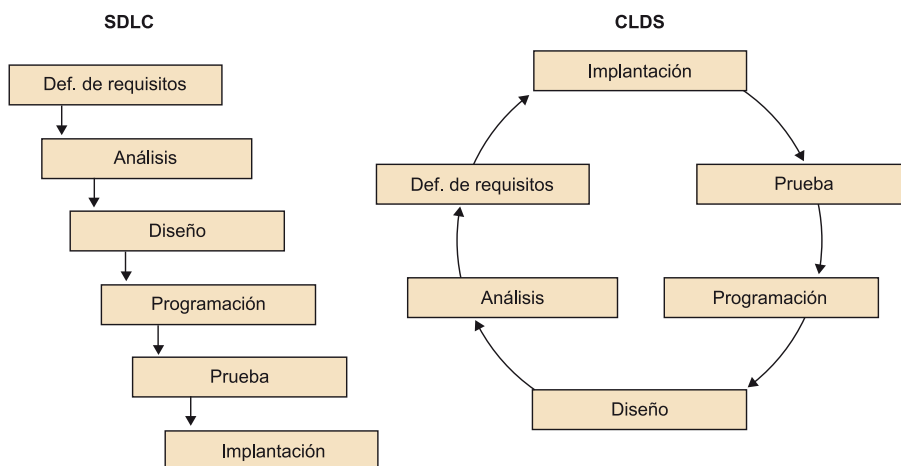 SDLC
Def. de requisitos
Análisis
Diseño
Programación
Prueba
Implantación
CLDS
Implantación
Prueba
Programación
Diseño
Análisis
Def. de requisitos